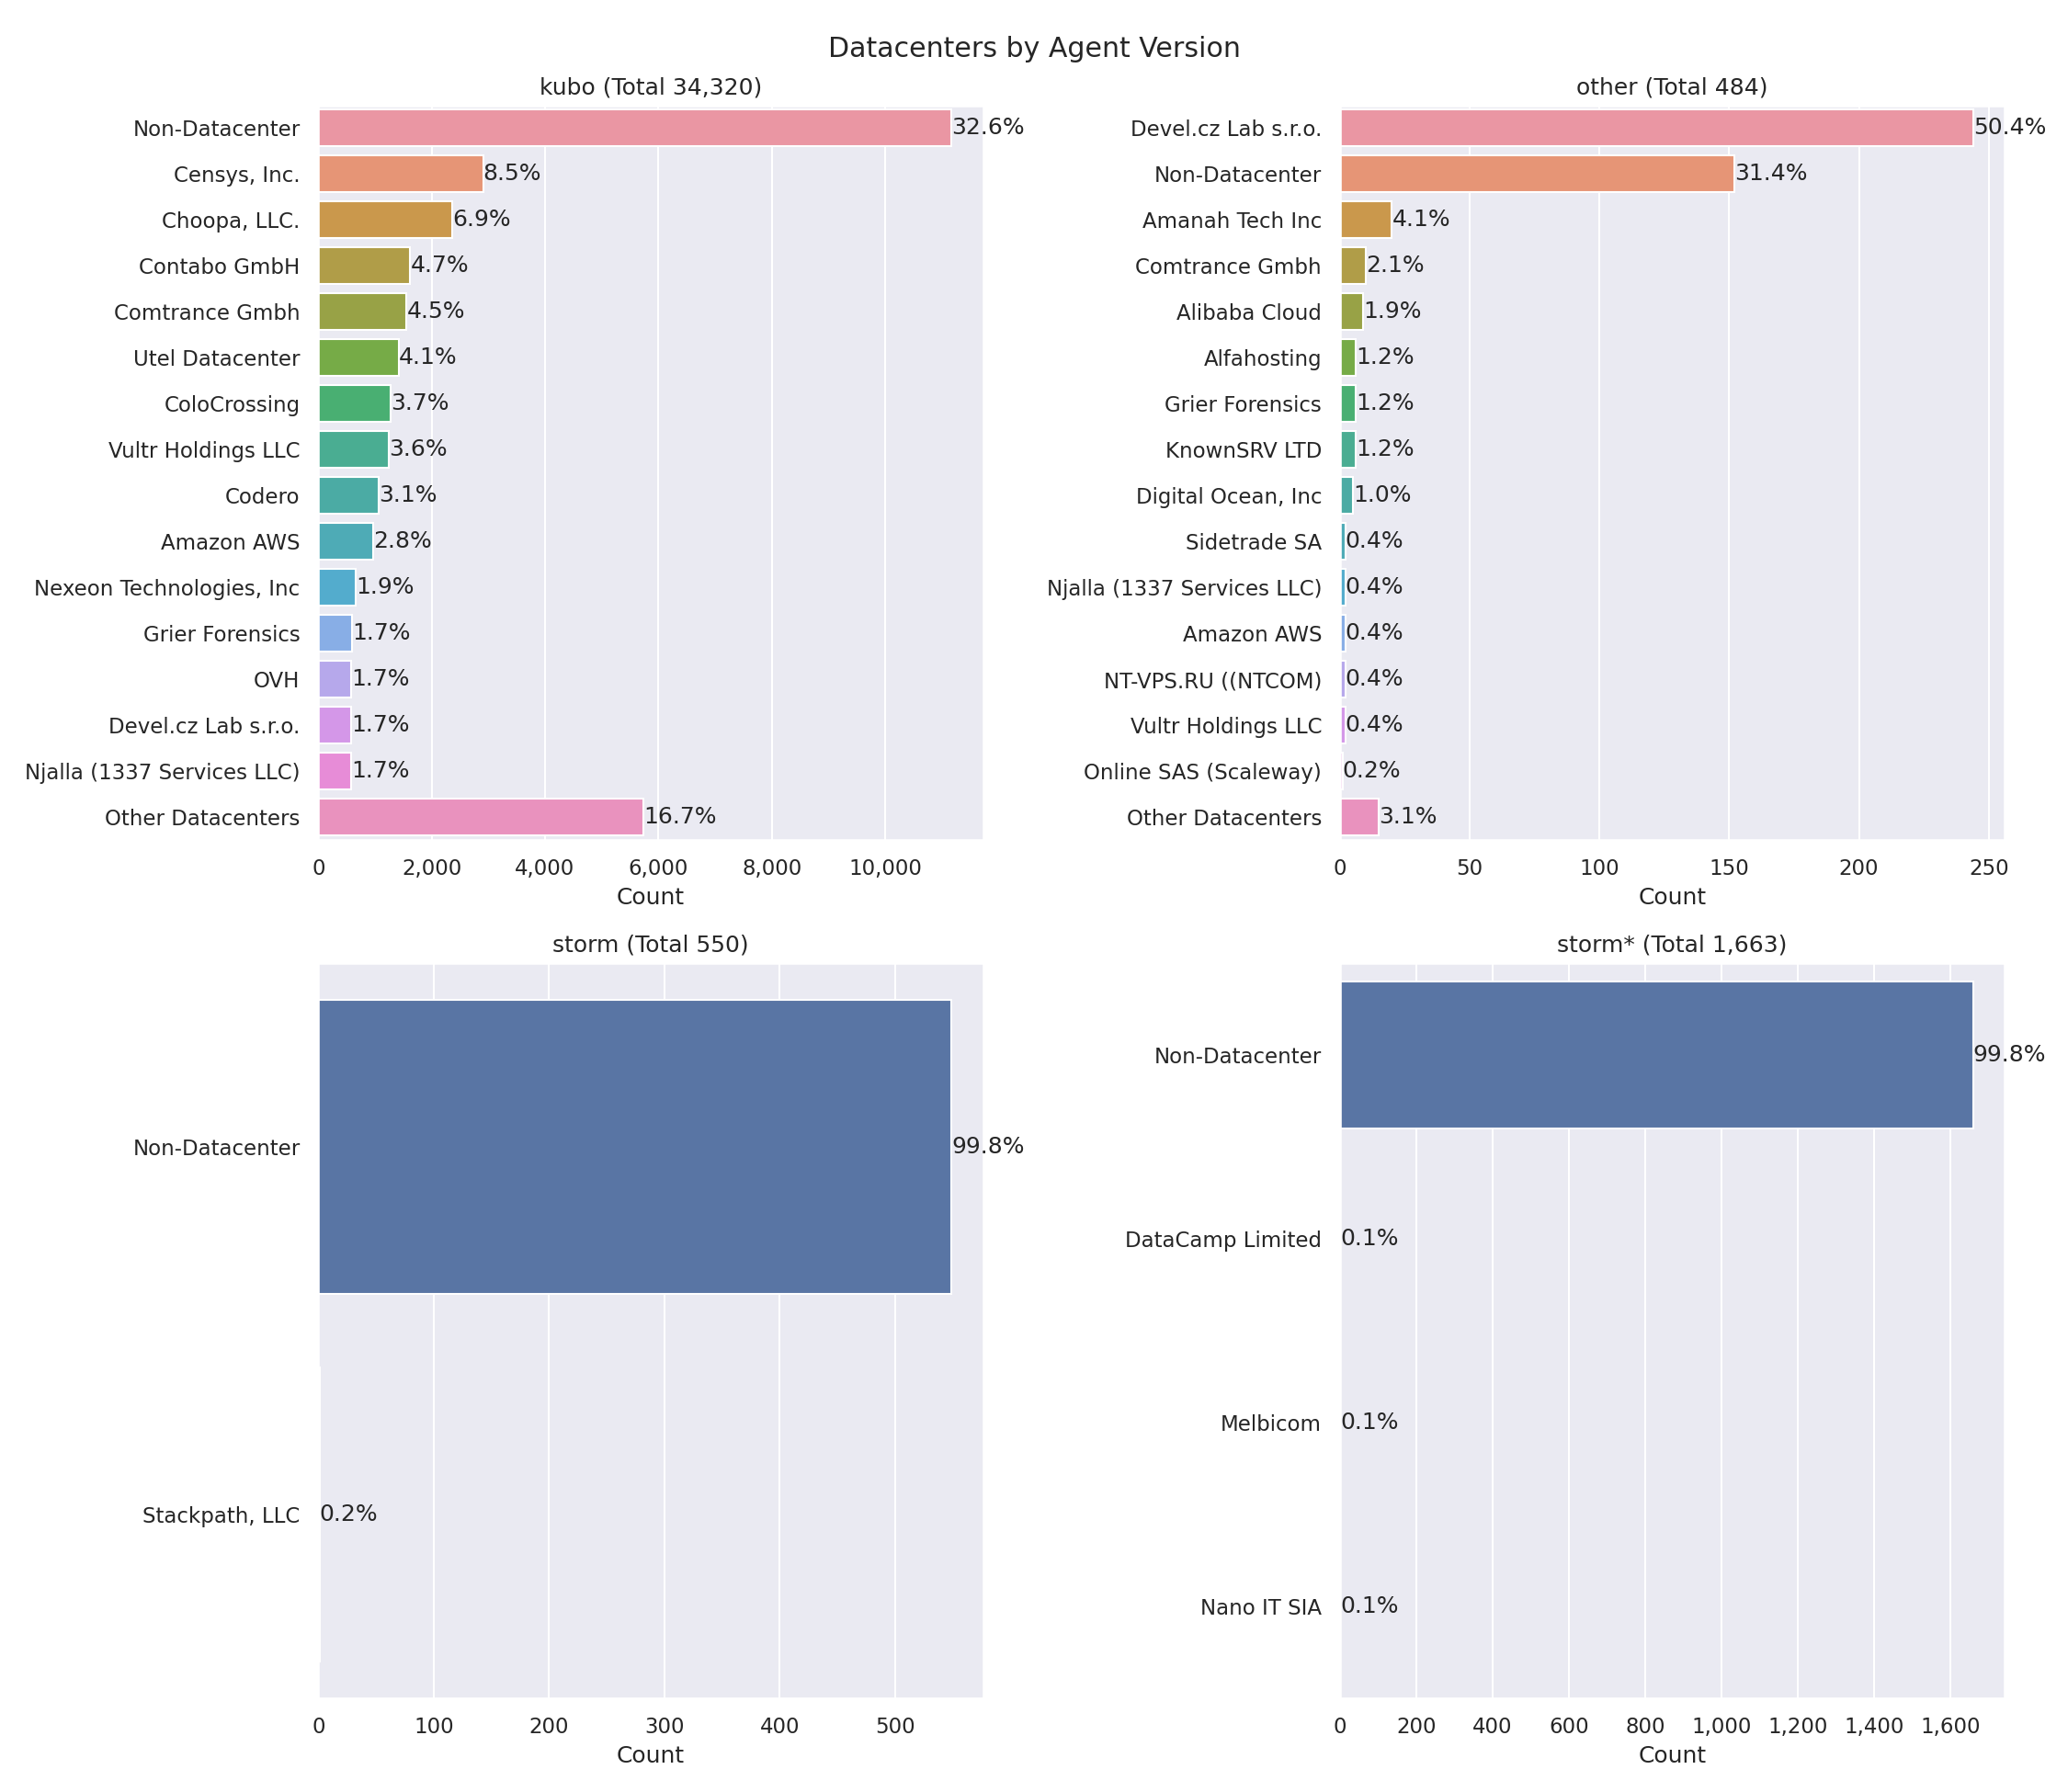 Datacenters by Agent Version
kubo (Total 34,320)
Non-Datacenter 32.6%
Censys, Inc. 8.5%
Choopa, LLC. 6.9%
Contabo GmbH 4.7%
Comtrance Gmbh 4.5%
Utel Datacenter 4.1%
ColoCrossing 3.7%
Vultr Holdings LLC 3.6%
Codero 3.1%
Amazon AWS 2.8%
Nexeon Technologies, Inc 1.9%
Grier Forensics 1.7%
OVH 1.7%
Devel.cz Lab s.r.o. 1.7%
Njalla (1337 Services LLC) 1.7%
Other Datacenters 16.7%
0 2,000 4,000 6,000 8,000 10,000
Count
other (Total 484)
Devel.cz Lab s.r.o. 50.4%
Non-Datacenter 31.4%
Amanah Tech Inc 4.1%
Comtrance Gmbh 2.1%
Alibaba Cloud 1.9%
Alfahosting 1.2%
Grier Forensics 1.2%
KnownSRV LTD 1.2%
Digital Ocean, Inc 1.0%
Sidetrade SA 0.4%
Njalla (1337 Services LLC) 0.4%
Amazon AWS 0.4%
NT-VPS.RU ((NTCOM) 0.4%
Vultr Holdings LLC 0.4%
Online SAS (Scaleway) 0.2%
Other Datacenters 3.1%
0 50 100 150 200 250
Count
storm (Total 550)
Non-Datacenter 99.8%
Stackpath, LLC 0.2%
0 100 200 300 400 500
Count
storm* (Total 1,663)
Non-Datacenter 99.8%
DataCamp Limited 0.1%
Melbicom 0.1%
Nano IT SIA 0.1%
0 200 400 600 800 1,000 1,200 1,400 1,600
Count